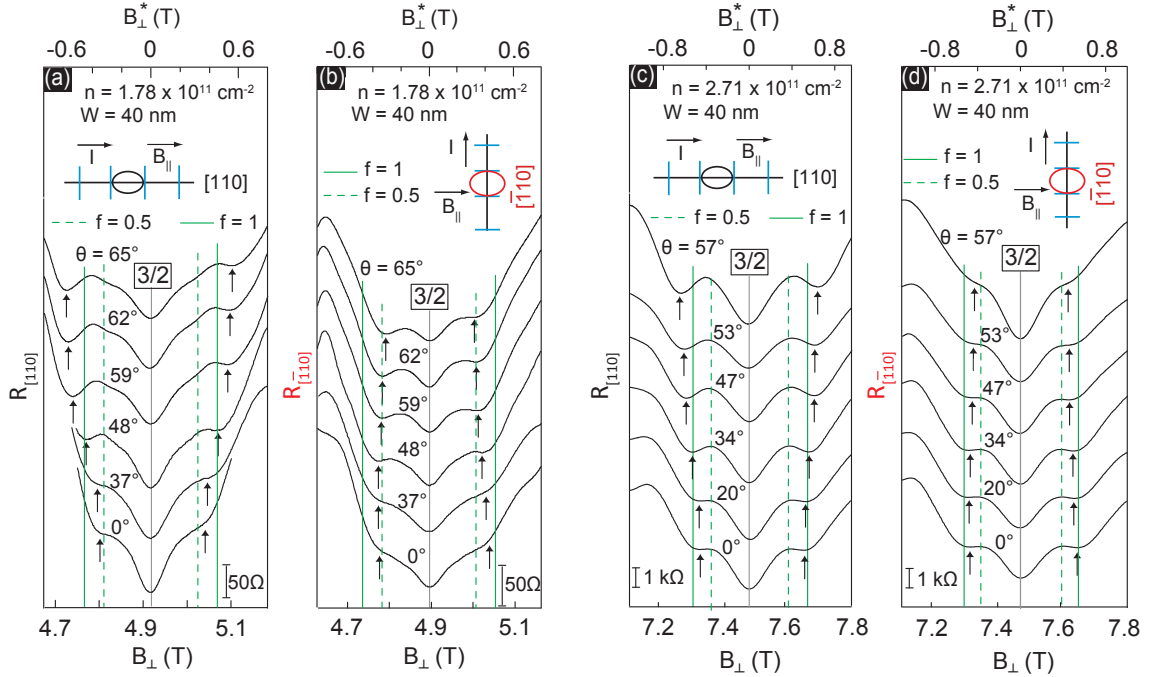 B⊥* (T)
-0.6 0 0.6
(a)
n = 1.78 x 10¹¹ cm⁻²
W = 40 nm
I
B||
[110]
f = 0.5
f = 1
θ = 65°
3/2
62°
59°
48°
37°
0°
50Ω
R[110]
4.7 4.9 5.1
B⊥ (T)
B⊥* (T)
-0.6 0 0.6
(b)
n = 1.78 x 10¹¹ cm⁻²
W = 40 nm
I
f = 1
f = 0.5
B||
[1̅10]
θ = 65°
3/2
62°
59°
48°
37°
0°
50Ω
R[1̅10]
4.7 4.9 5.1
B⊥ (T)
B⊥* (T)
-0.8 0 0.8
(c)
n = 2.71 x 10¹¹ cm⁻²
W = 40 nm
I
B||
[110]
f = 0.5
f = 1
θ = 57°
3/2
53°
47°
34°
20°
0°
1 kΩ
R[110]
7.2 7.4 7.6 7.8
B⊥ (T)
B⊥* (T)
-0.8 0 0.8
(d)
n = 2.71 x 10¹¹ cm⁻²
W = 40 nm
I
f = 1
f = 0.5
B||
[1̅10]
θ = 57°
3/2
53°
47°
34°
20°
0°
1 kΩ
R[1̅10]
7.2 7.4 7.6 7.8
B⊥ (T)